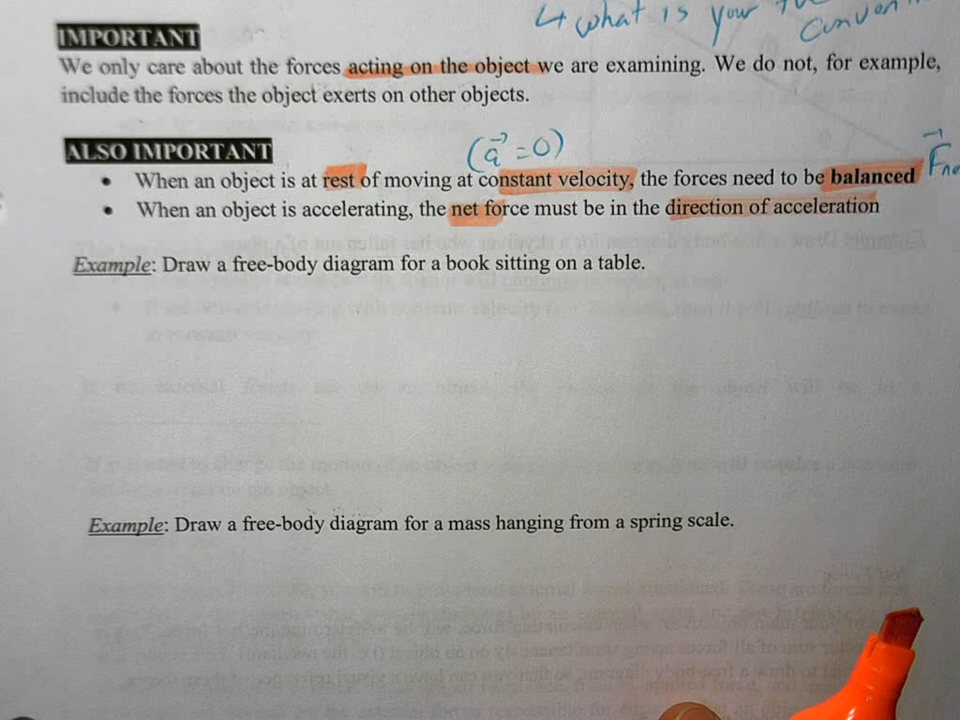 ↳ what is your
IMPORTANT
We only care about the forces acting on the object we are examining. We do not, for example,
include the forces the object exerts on other objects.
ALSO IMPORTANT
(a⃗ = 0)
• When an object is at rest of moving at constant velocity, the forces need to be balanced
• When an object is accelerating, the net force must be in the direction of acceleration
Example: Draw a free-body diagram for a book sitting on a table.
Example: Draw a free-body diagram for a mass hanging from a spring scale.